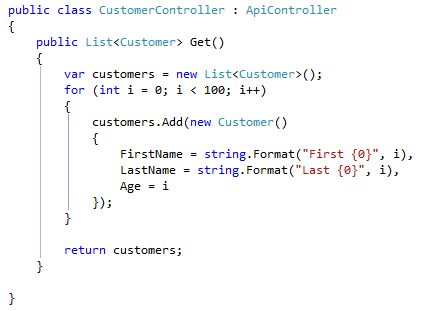 public class CustomerController : ApiController
{
    public List<Customer> Get()
    {
        var customers = new List<Customer>();
        for (int i = 0; i < 100; i++)
        {
            customers.Add(new Customer()
            {
                FirstName = string.Format("First {0}", i),
                LastName = string.Format("Last {0}", i),
                Age = i
            });
        }

        return customers;
    }

}